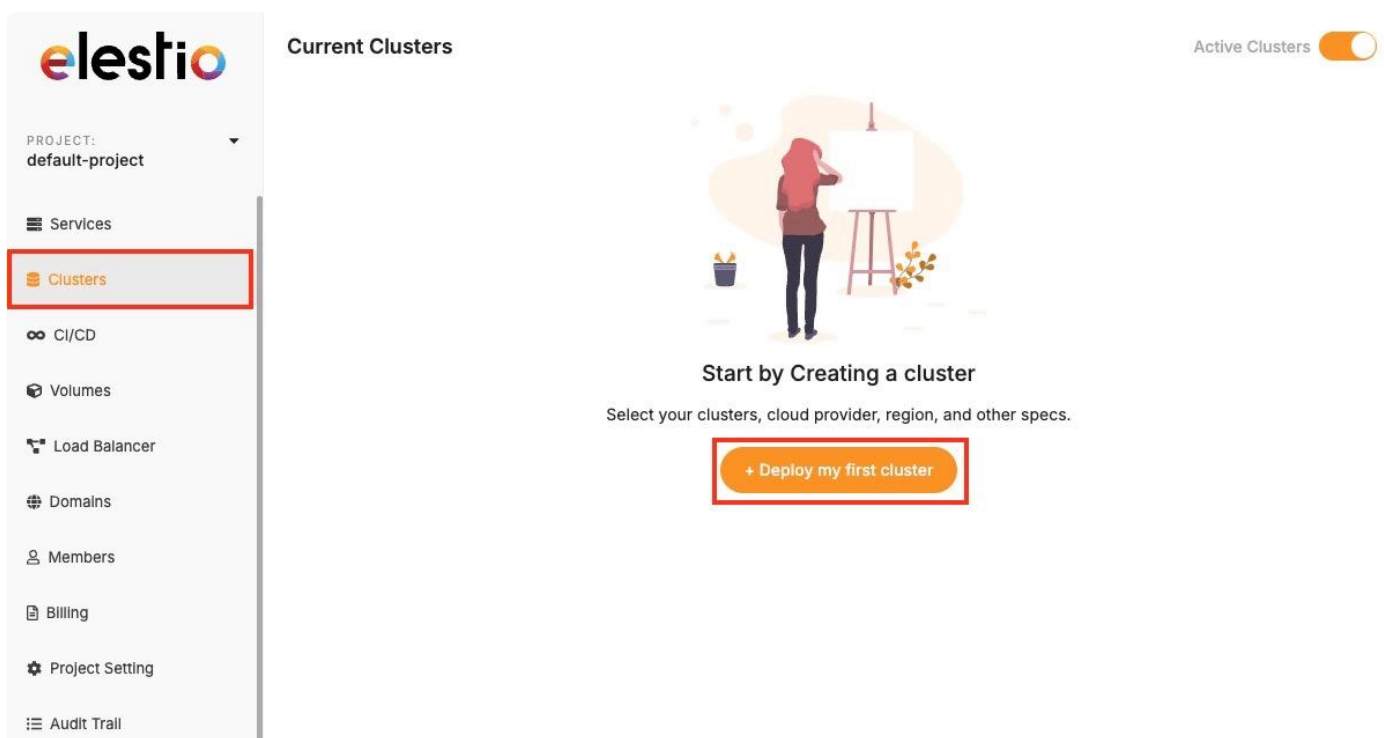 elestio
PROJECT:
default-project
Services
Clusters
CI/CD
Volumes
Load Balancer
Domains
Members
Billing
Project Setting
Audit Trail
Current Clusters
Active Clusters
Start by Creating a cluster
Select your clusters, cloud provider, region, and other specs.
+ Deploy my first cluster